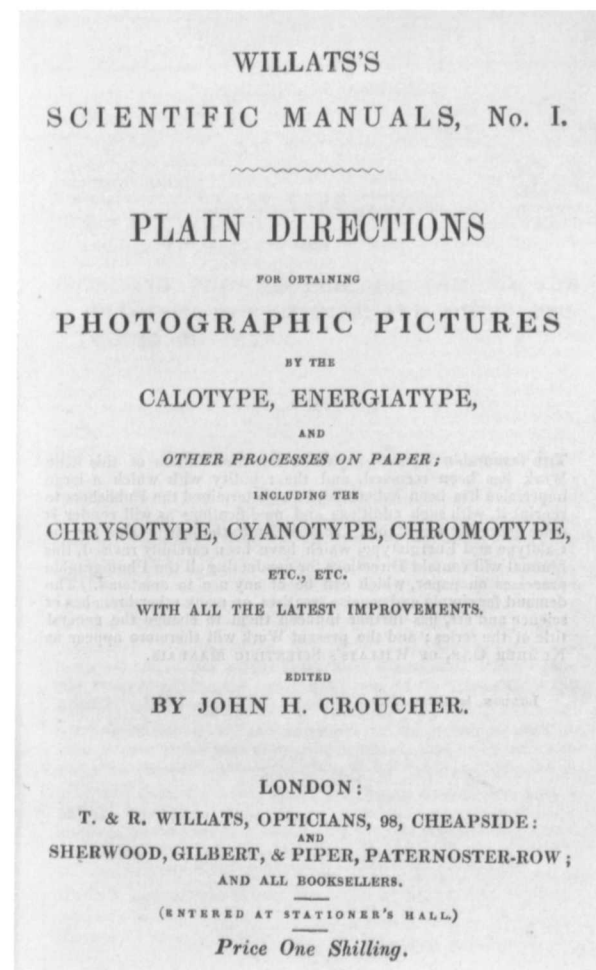 WILLATS'S
SCIENTIFIC MANUALS, No. I.
PLAIN DIRECTIONS
FOR OBTAINING
PHOTOGRAPHIC PICTURES
BY THE
CALOTYPE, ENERGIATYPE,
AND
OTHER PROCESSES ON PAPER;
INCLUDING THE
CHRYSOTYPE, CYANOTYPE, CHROMOTYPE,
ETC., ETC.
WITH ALL THE LATEST IMPROVEMENTS.
EDITED
BY JOHN H. CROUCHER.
LONDON:
T. & R. WILLATS, OPTICIANS, 98, CHEAPSIDE:
AND
SHERWOOD, GILBERT, & PIPER, PATERNOSTER-ROW;
AND ALL BOOKSELLERS.
(ENTERED AT STATIONER'S HALL.)
Price One Shilling.